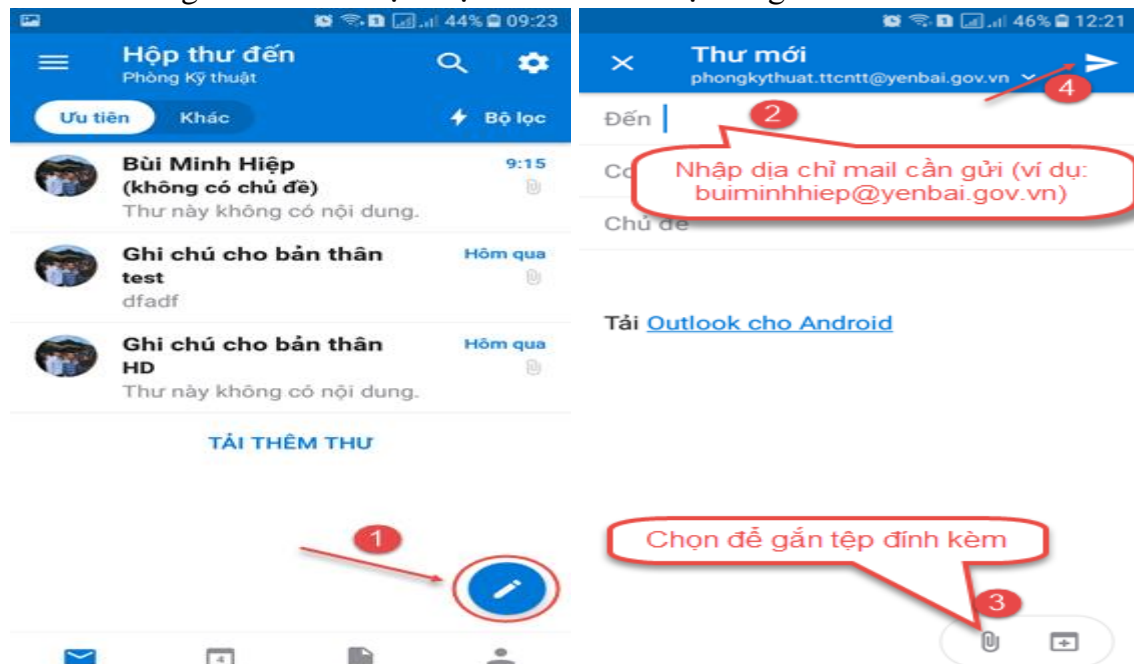 44% 09:23
Hộp thư đến
Phòng Kỹ thuật
Ưu tiên Khác Bộ lọc
Bùi Minh Hiệp 9:15
(không có chủ đề)
Thư này không có nội dung.
Ghi chú cho bản thân Hôm qua
test
dfadf
Ghi chú cho bản thân Hôm qua
HD
Thư này không có nội dung.
TẢI THÊM THƯ
1
4
46% 12:21
Thư mới
phongkythuat.ttcntt@yenbai.gov.vn
4
Đến 2
Nhập dịa chỉ mail cần gửi (ví dụ:
buiminhhiep@yenbai.gov.vn)
Chủ đề
Tải Outlook cho Android
Chọn để gắn tệp đính kèm
3